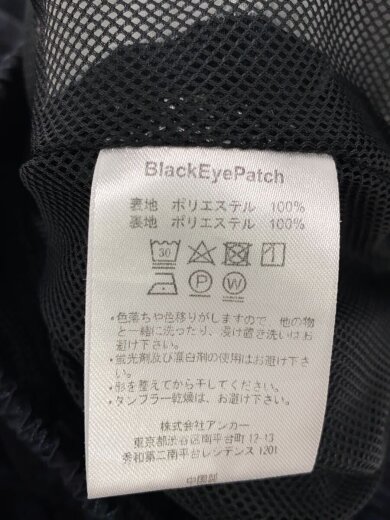 BlackEyePatch
表地 ポリエステル 100%
裏地 ポリエステル 100%
30
P W
・色落ちや色移りがしますので 他の物
と一緒に洗ったり、浸け置き洗いはお
避け下さい。
・蛍光剤及び漂白剤の使用はお避け下
さい。
・形を整えてから干してください。
・タンブラー乾燥は、お避け下さい。
株式会社アンカー
東京都渋谷区南平台町 12-13
秀和第二南平台レジデンス 1201
中国製